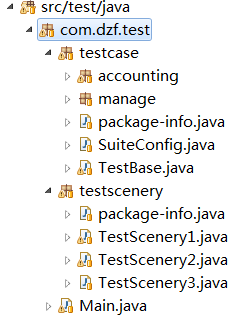 src/test/java
com.dzf.test
testcase
accounting
manage
package-info.java
SuiteConfig.java
TestBase.java
testscenery
package-info.java
TestScenery1.java
TestScenery2.java
TestScenery3.java
Main.java